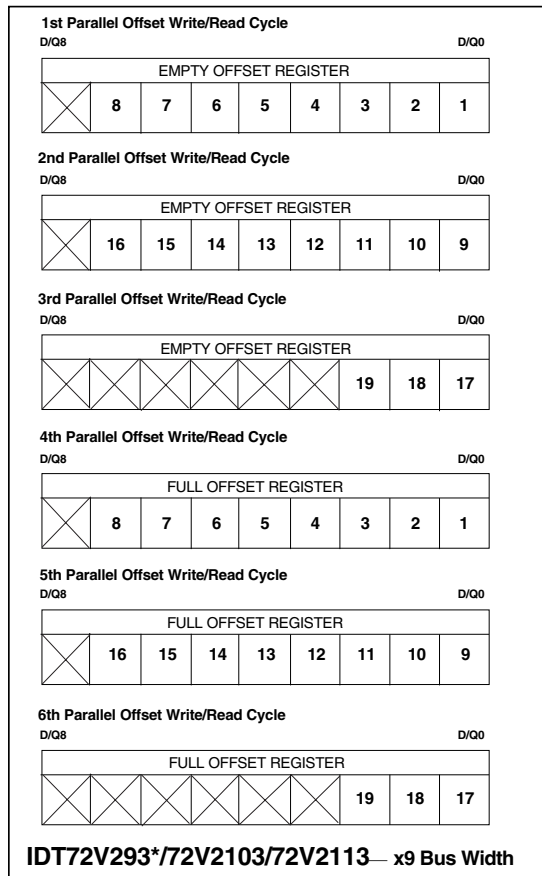 1st Parallel Offset Write/Read Cycle
D/Q8 D/Q0
EMPTY OFFSET REGISTER
8 7 6 5 4 3 2 1
2nd Parallel Offset Write/Read Cycle
D/Q8 D/Q0
EMPTY OFFSET REGISTER
16 15 14 13 12 11 10 9
3rd Parallel Offset Write/Read Cycle
D/Q8 D/Q0
EMPTY OFFSET REGISTER
19 18 17
4th Parallel Offset Write/Read Cycle
D/Q8 D/Q0
FULL OFFSET REGISTER
8 7 6 5 4 3 2 1
5th Parallel Offset Write/Read Cycle
D/Q8 D/Q0
FULL OFFSET REGISTER
16 15 14 13 12 11 10 9
6th Parallel Offset Write/Read Cycle
D/Q8 D/Q0
FULL OFFSET REGISTER
19 18 17
IDT72V293*/72V2103/72V2113— x9 Bus Width